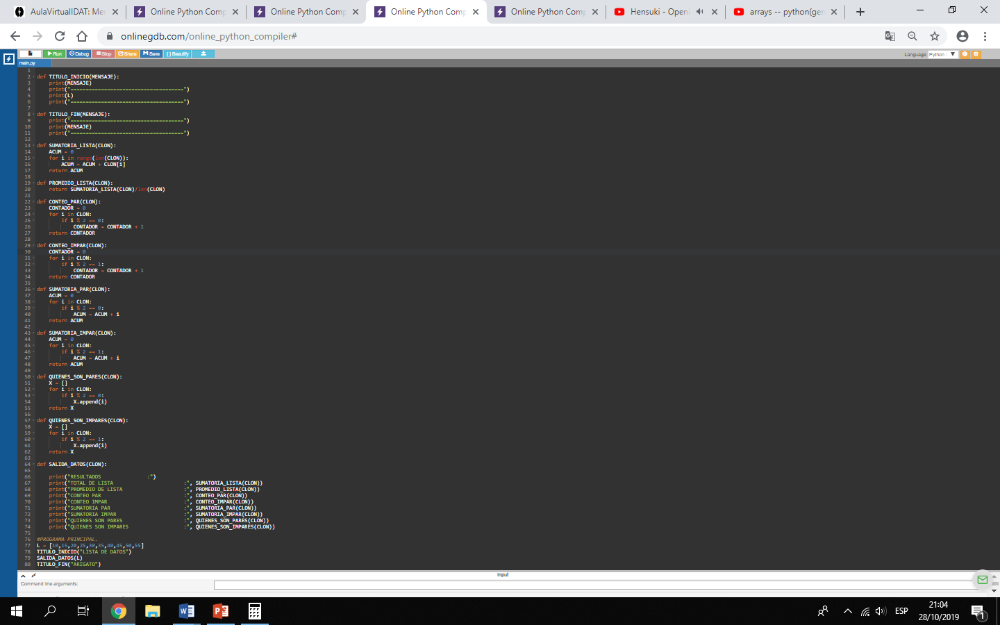 AulaVirtualIDAT: Me
Online Python Comp
Online Python Comp
Online Python Comp
Online Python Comp
Hensuki - Openi
arrays -- python(gen
onlinegdb.com/online_python_compiler#
Run Debug Stop Share Save { } Beautify
Language Python
main.py
1
2 def TITULO_INICIO(MENSAJE):
3 print(MENSAJE)
4 print("=====================================")
5 print(L)
6 print("=====================================")
7
8 def TITULO_FIN(MENSAJE):
9 print("=====================================")
10 print(MENSAJE)
11 print("=====================================")
12
13 def SUMATORIA_LISTA(CLON):
14 ACUM = 0
15 for i in range(len(CLON)):
16 ACUM = ACUM + CLON[i]
17 return ACUM
18
19 def PROMEDIO_LISTA(CLON):
20 return SUMATORIA_LISTA(CLON)/len(CLON)
21
22 def CONTEO_PAR(CLON):
23 CONTADOR = 0
24 for i in CLON:
25 if i % 2 == 0:
26 CONTADOR = CONTADOR + 1
27 return CONTADOR
28
29 def CONTEO_IMPAR(CLON):
30 CONTADOR = 0
31 for i in CLON:
32 if i % 2 == 1:
33 CONTADOR = CONTADOR + 1
34 return CONTADOR
35
36 def SUMATORIA_PAR(CLON):
37 ACUM = 0
38 for i in CLON:
39 if i % 2 == 0:
40 ACUM = ACUM + i
41 return ACUM
42
43 def SUMATORIA_IMPAR(CLON):
44 ACUM = 0
45 for i in CLON:
46 if i % 2 == 1:
47 ACUM = ACUM + i
48 return ACUM
49
50 def QUIENES_SON_PARES(CLON):
51 X = []
52 for i in CLON:
53 if i % 2 == 0:
54 X.append(i)
55 return X
56
57 def QUIENES_SON_IMPARES(CLON):
58 X = []
59 for i in CLON:
60 if i % 2 == 1:
61 X.append(i)
62 return X
63
64 def SALIDA_DATOS(CLON):
65
66 print("RESULTADOS :")
67 print("TOTAL DE LISTA :", SUMATORIA_LISTA(CLON))
68 print("PROMEDIO DE LISTA :", PROMEDIO_LISTA(CLON))
69 print("CONTEO PAR :", CONTEO_PAR(CLON))
70 print("CONTEO IMPAR :", CONTEO_IMPAR(CLON))
71 print("SUMATORIA PAR :", SUMATORIA_PAR(CLON))
72 print("SUMATORIA IMPAR :", SUMATORIA_IMPAR(CLON))
73 print("QUIENES SON PARES :", QUIENES_SON_PARES(CLON))
74 print("QUIENES SON IMPARES :", QUIENES_SON_IMPARES(CLON))
75
76 #PROGRAMA PRINCIPAL.
77 L = [10,15,20,25,30,35,40,45,50,55]
78 TITULO_INICIO("LISTA DE DATOS")
79 SALIDA_DATOS(L)
80 TITULO_FIN("ARIGATO")
input
Command line arguments:
ESP
21:04
28/10/2019
1